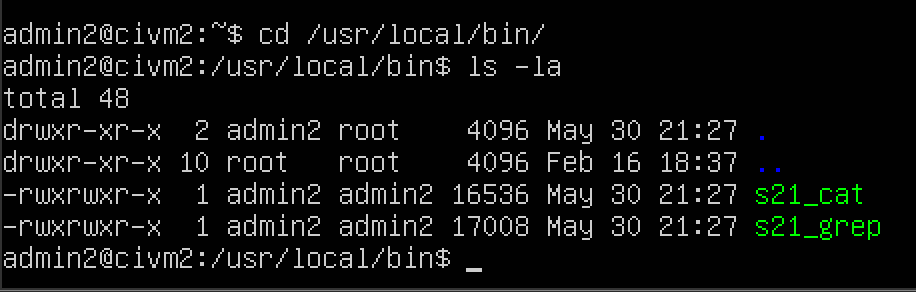 admin2@civm2:~$ cd /usr/local/bin/
admin2@civm2:/usr/local/bin$ ls -la
total 48
drwxr-xr-x  2 admin2 root    4096 May 30 21:27 .
drwxr-xr-x 10 root   root    4096 Feb 16 18:37 ..
-rwxrwxr-x  1 admin2 admin2 16536 May 30 21:27 s21_cat
-rwxrwxr-x  1 admin2 admin2 17008 May 30 21:27 s21_grep
admin2@civm2:/usr/local/bin$ _